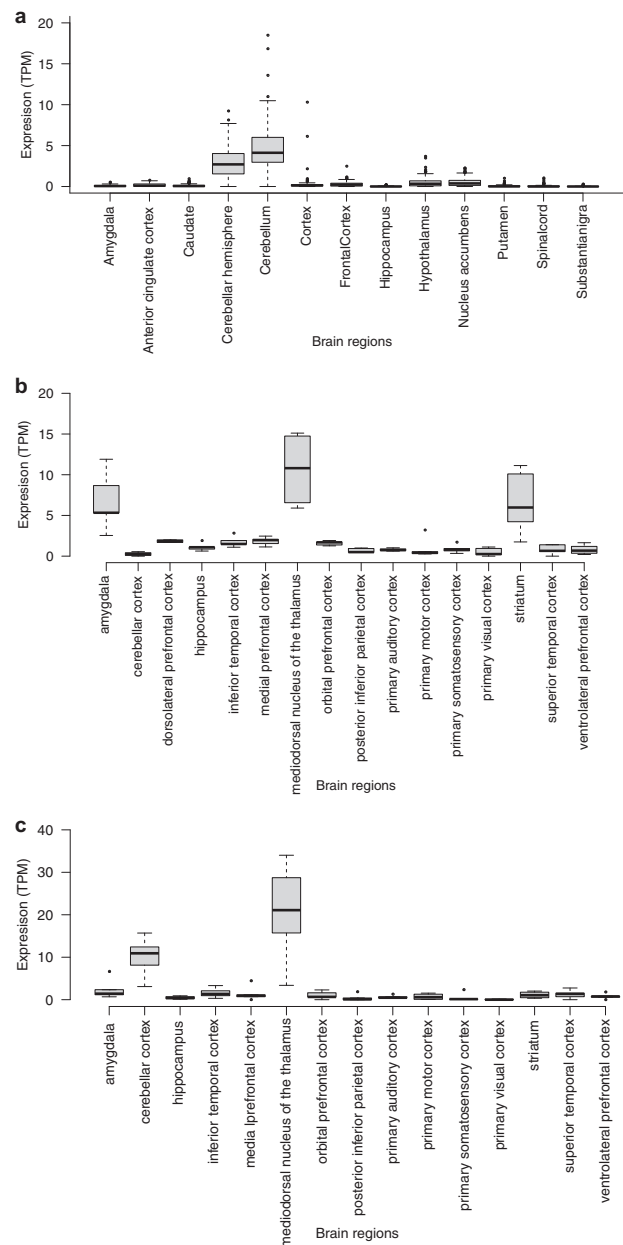 a
Expresison (TPM)
20
15
10
5
0
Amygdala
Anterior cingulate cortex
Caudate
Cerebellar hemisphere
Cerebellum
Cortex
FrontalCortex
Hippocampus
Hypothalamus
Nucleus accumbens
Putamen
Spinalcord
Substantianigra
Brain regions
b
Expresison (TPM)
20
15
10
5
0
amygdala
cerebellar cortex
dorsolateral prefrontal cortex
hippocampus
inferior temporal cortex
medial prefrontal cortex
mediodorsal nucleus of the thalamus
orbital prefrontal cortex
posterior inferior parietal cortex
primary auditory cortex
primary motor cortex
primary somatosensory cortex
primary visual cortex
striatum
superior temporal cortex
ventrolateral prefrontal cortex
Brain regions
c
Expresison (TPM)
40
30
20
10
0
amygdala
cerebellar cortex
hippocampus
inferior temporal cortex
media lprefrontal cortex
mediodorsal nucleus of the thalamus
orbital prefrontal cortex
posterior inferior parietal cortex
primary auditory cortex
primary motor cortex
primary somatosensory cortex
primary visual cortex
striatum
superior temporal cortex
ventrolateral prefrontal cortex
Brain regions